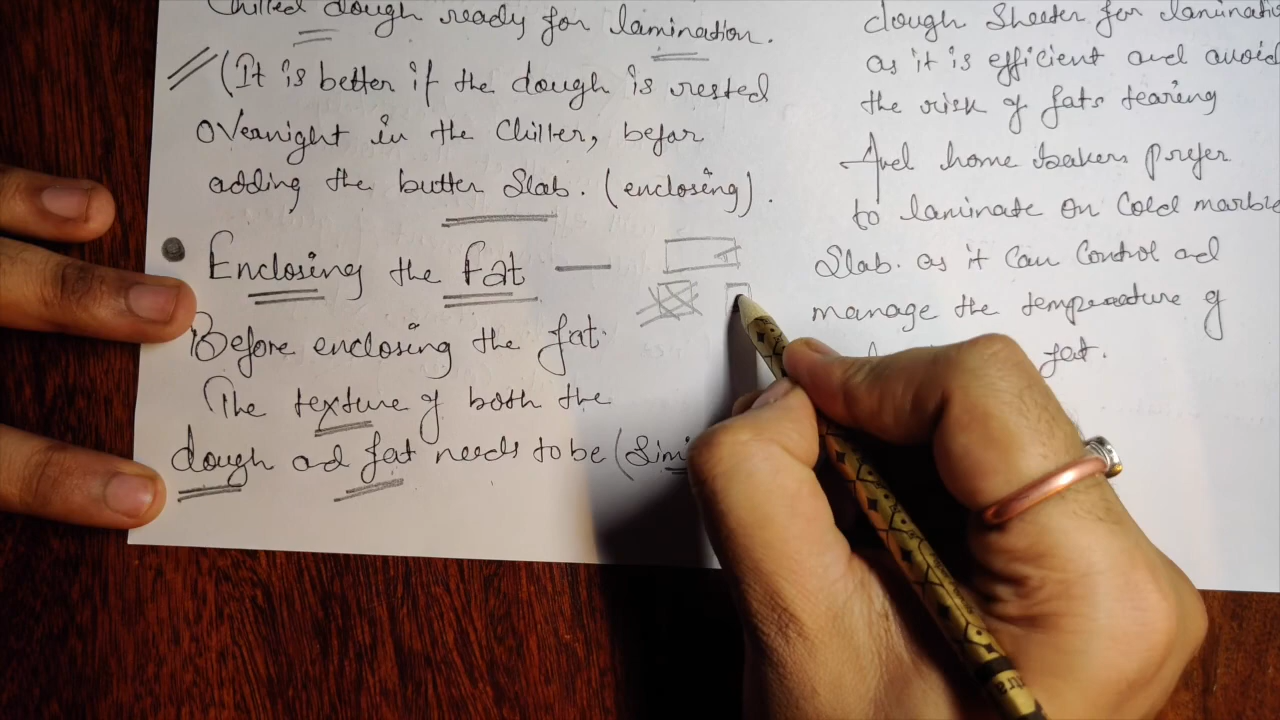 Chilled dough ready for lamination.
(It is better if the dough is rested
Overnight in the Chiller, befor
adding the butter Slab. (enclosing).
Enclosing the fat —
Before enclosing the fat.
The texture of both the
dough ad fat needs to be (Sim
dough Sheeter for laminatio
as it is efficient and avoid
the risk of fats tearing
And home bakers prefer
to laminate on Cold marble
Slab. as it Can Control ad
manage the temperature of
fat.